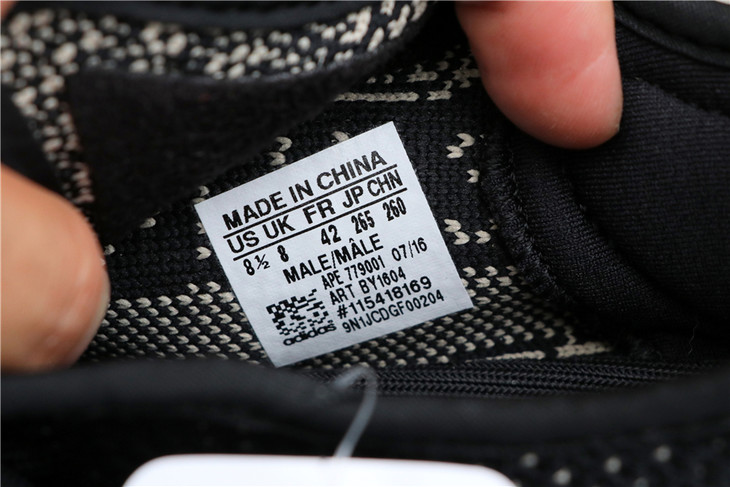 MADE IN CHINA
US UK FR JP CHN
8½ 8 42 265 260
MALE/MÂLE
APE 779001 07/16
ART BY1604
#115418169
9N1JCDGF00204
adidas